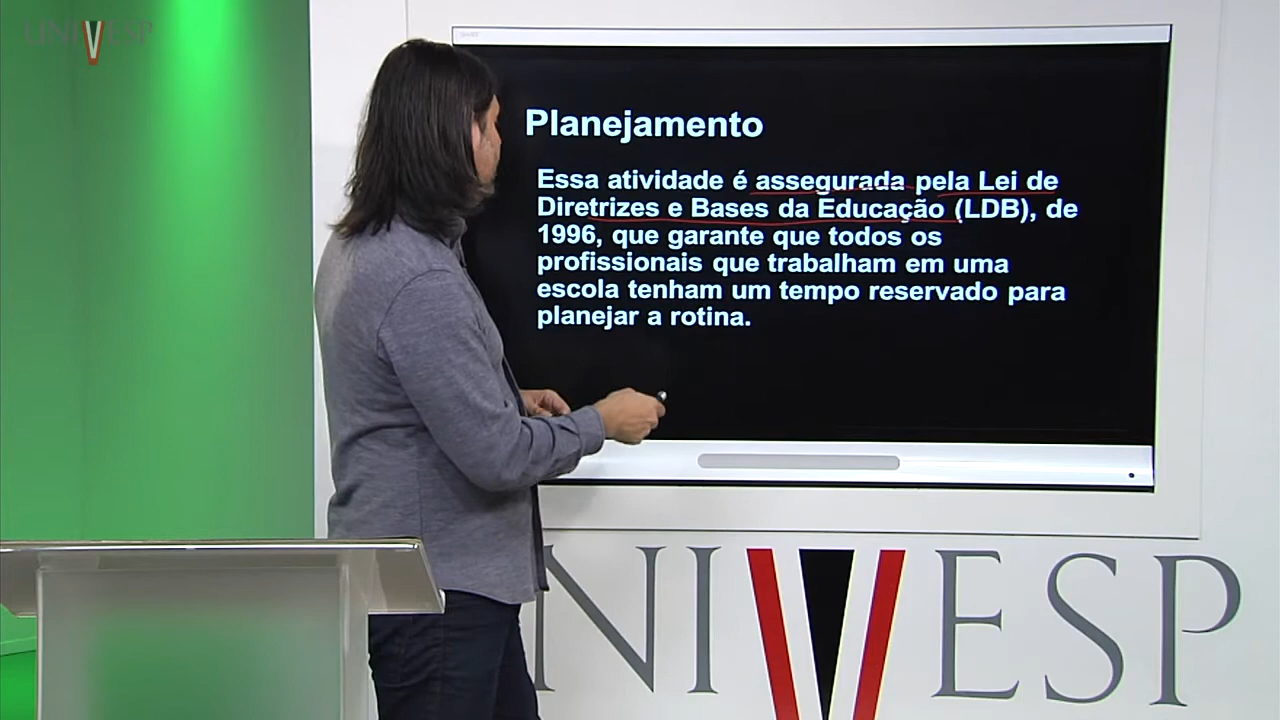 UNIVESP
Planejamento
Essa atividade é assegurada pela Lei de
Diretrizes e Bases da Educação (LDB), de
1996, que garante que todos os
profissionais que trabalham em uma
escola tenham um tempo reservado para
planejar a rotina.
UNIVESP